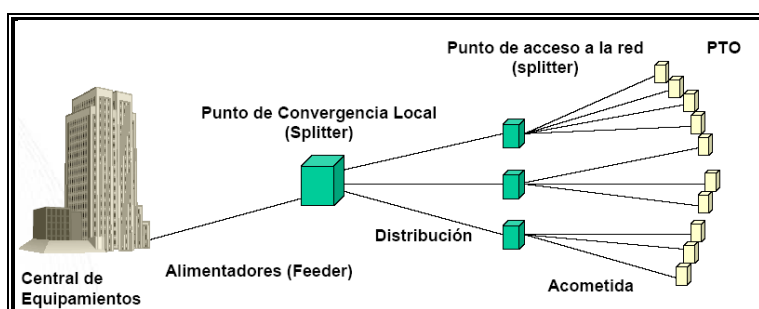 Punto de acceso a la red
(splitter)
PTO
Punto de Convergencia Local
(Splitter)
Distribución
Alimentadores (Feeder)
Central de
Equipamientos
Acometida